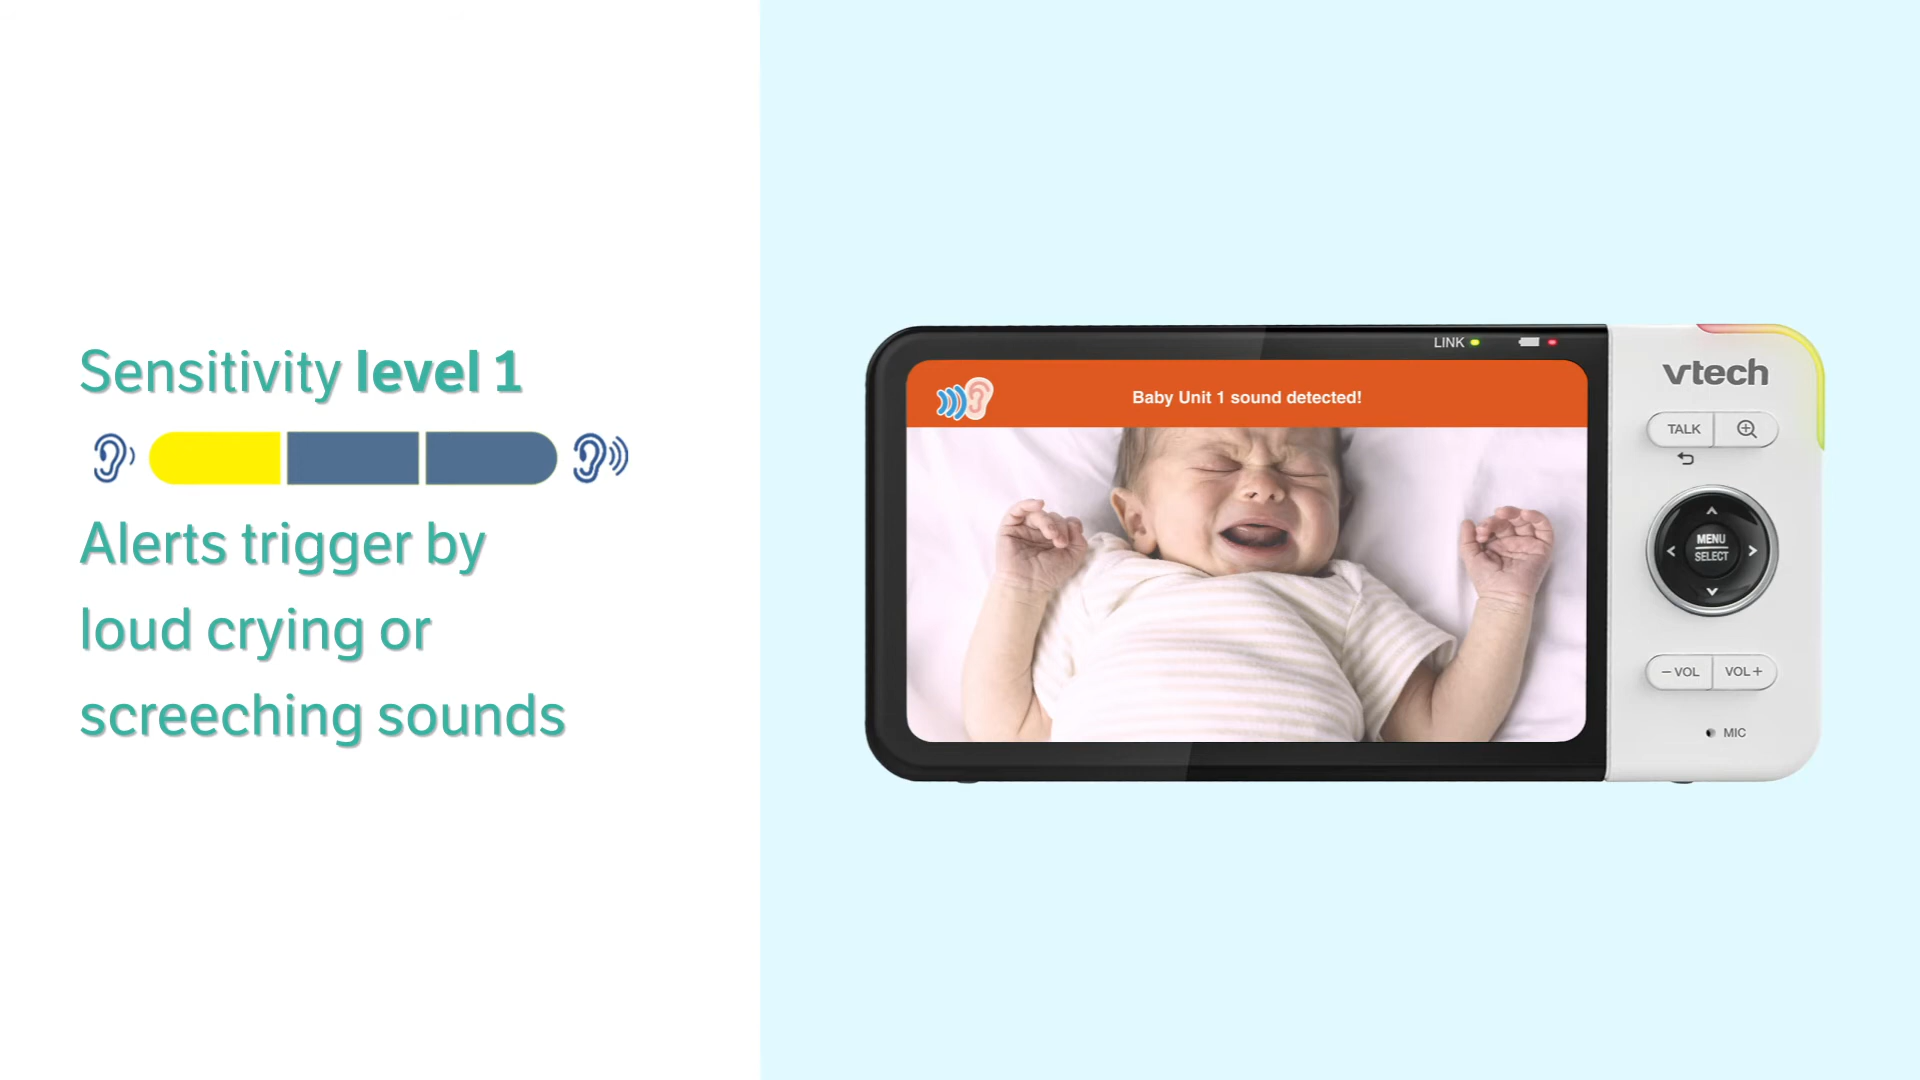 Sensitivity level 1
Alerts trigger by
loud crying or
screeching sounds
LINK
Baby Unit 1 sound detected!
vtech
TALK
MENU
SELECT
− VOL VOL +
MIC